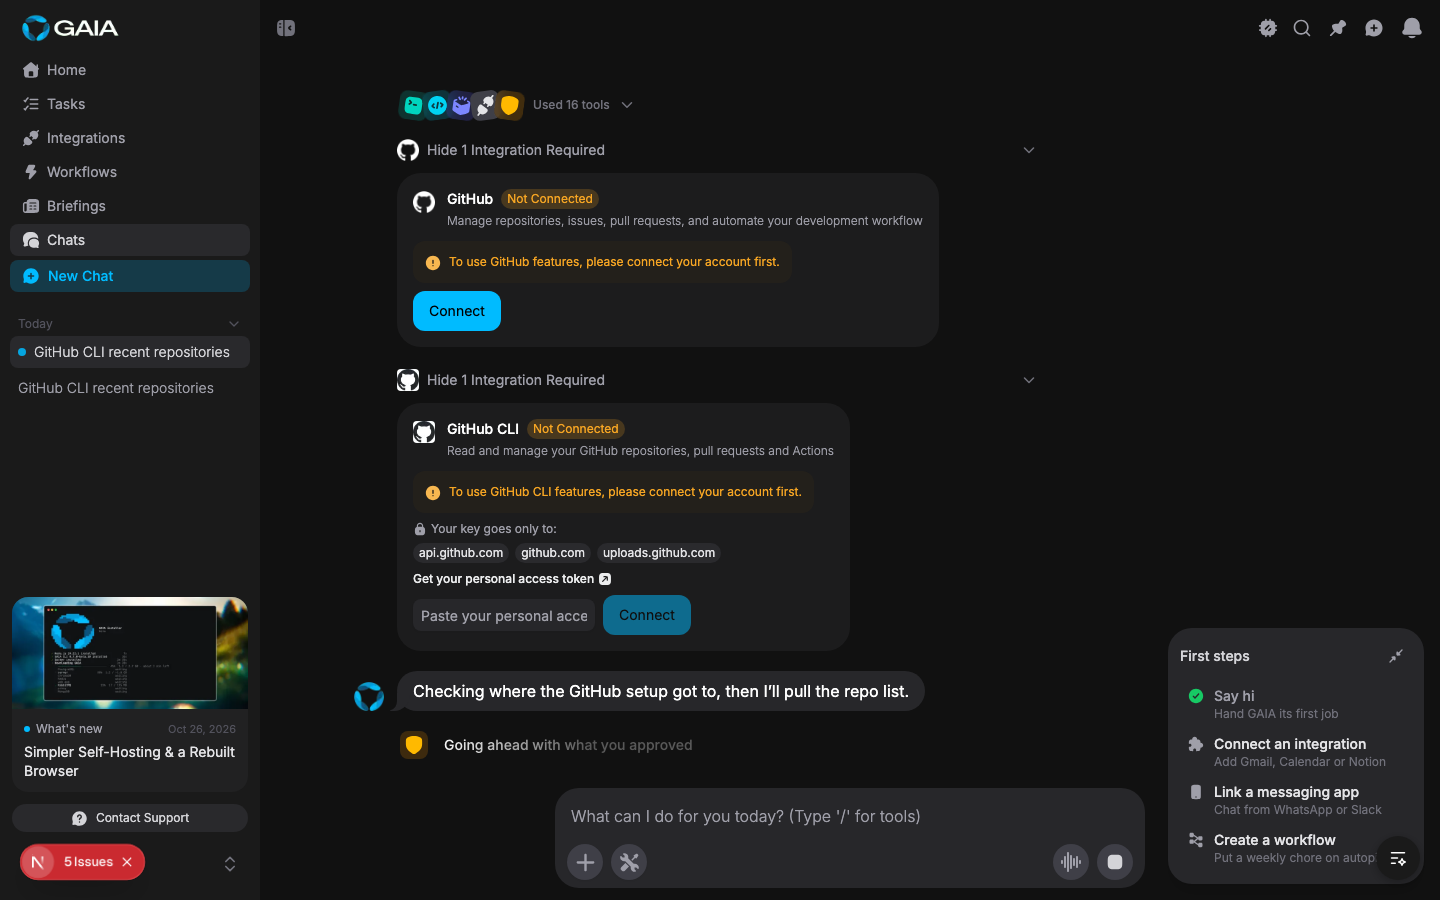 GAIA
Home
Tasks
Integrations
Workflows
Briefings
Chats
New Chat
Today
GitHub CLI recent repositories
GitHub CLI recent repositories
What's new
Oct 26, 2026
Simpler Self-Hosting & a Rebuilt
Browser
Contact Support
N
5 Issues
Used 16 tools
Hide 1 Integration Required
GitHub
Not Connected
Manage repositories, issues, pull requests, and automate your development workflow
To use GitHub features, please connect your account first.
Connect
Hide 1 Integration Required
GitHub CLI
Not Connected
Read and manage your GitHub repositories, pull requests and Actions
To use GitHub CLI features, please connect your account first.
Your key goes only to:
api.github.com
github.com
uploads.github.com
Get your personal access token
Paste your personal acce
Connect
Checking where the GitHub setup got to, then I'll pull the repo list.
Going ahead with what you approved
What can I do for you today? (Type '/' for tools)
First steps
Say hi
Hand GAIA its first job
Connect an integration
Add Gmail, Calendar or Notion
Link a messaging app
Chat from WhatsApp or Slack
Create a workflow
Put a weekly chore on autop